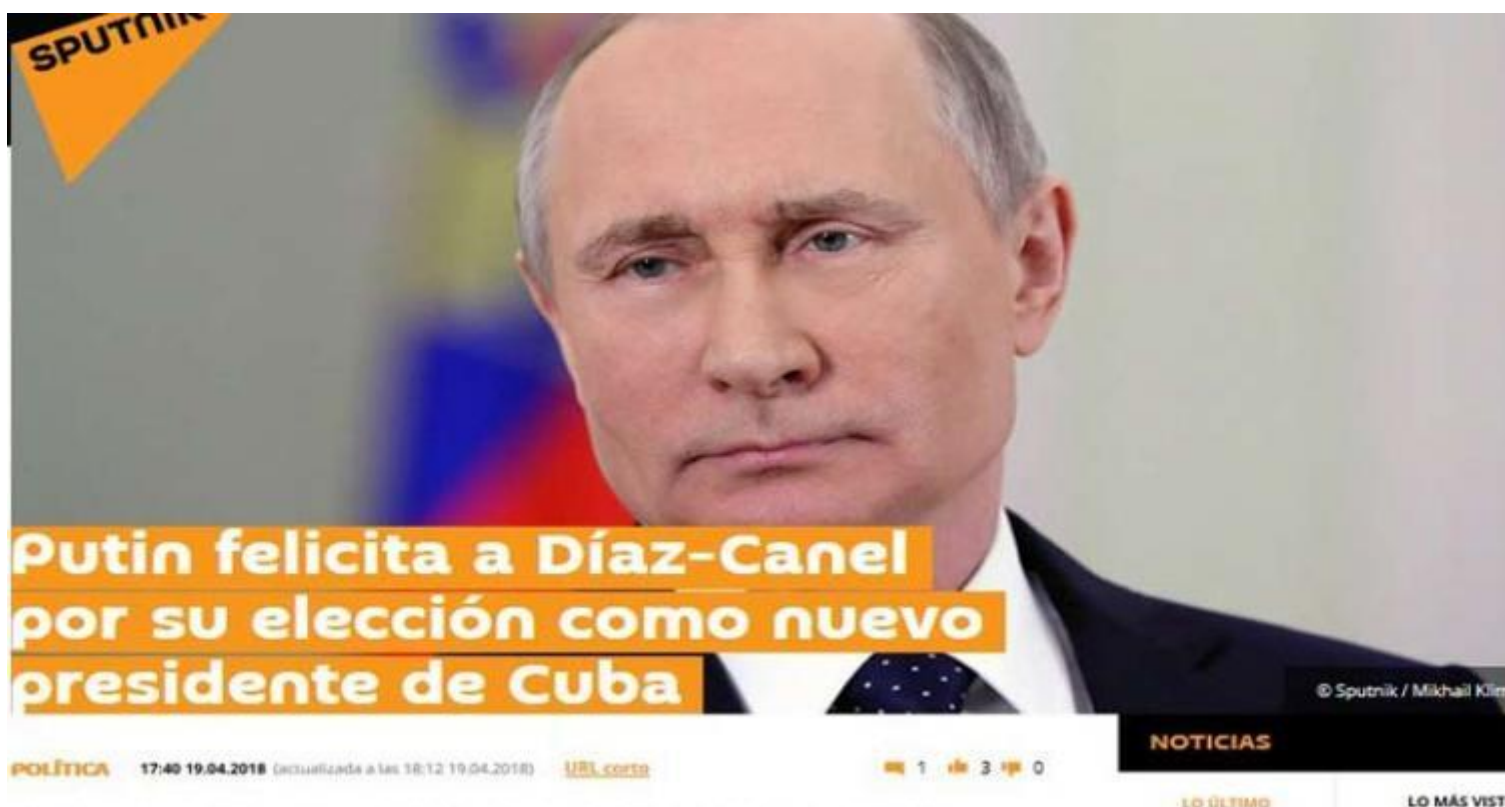 SPUTNIK
Putin felicita a Díaz-Canel
por su elección como nuevo
presidente de Cuba
© Sputnik / Mikhail Klim
NOTICIAS
POLÍTICA 17:40 19.04.2018 (actualizada a las 18:12 19.04.2018) URL corto 1 3 0
LO ÚLTIMO LO MÁS VIST